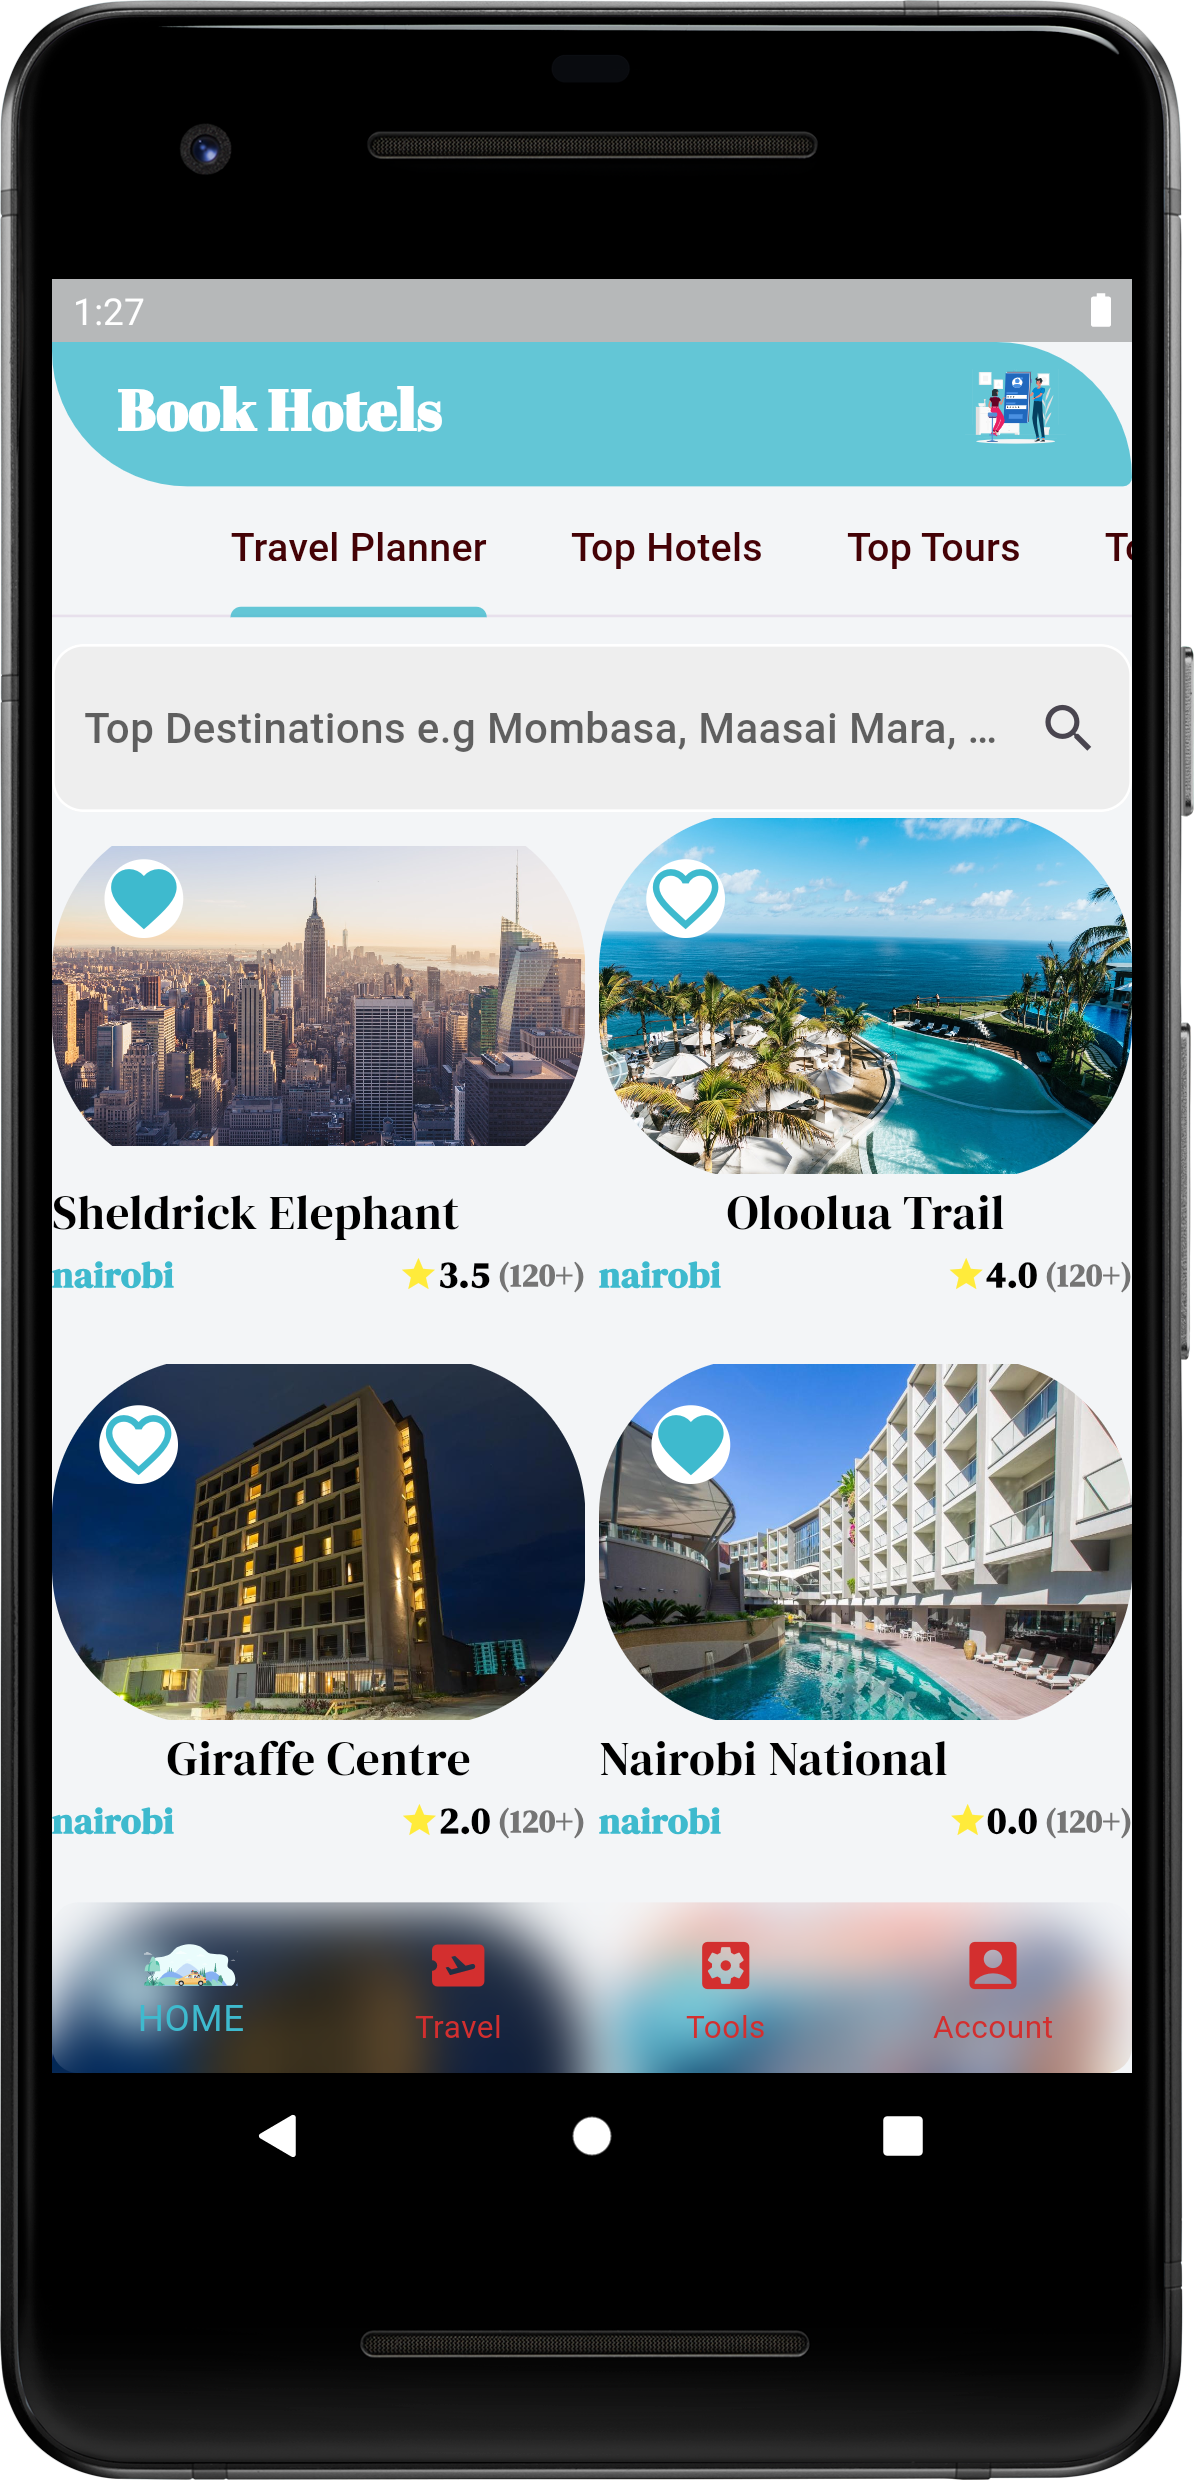 1:27
Book Hotels
Travel Planner Top Hotels Top Tours
Top Destinations e.g Mombasa, Maasai Mara, ...
Sheldrick Elephant
nairobi 3.5 (120+)
Oloolua Trail
nairobi 4.0 (120+)
Giraffe Centre
nairobi 2.0 (120+)
Nairobi National
nairobi 0.0 (120+)
HOME Travel Tools Account